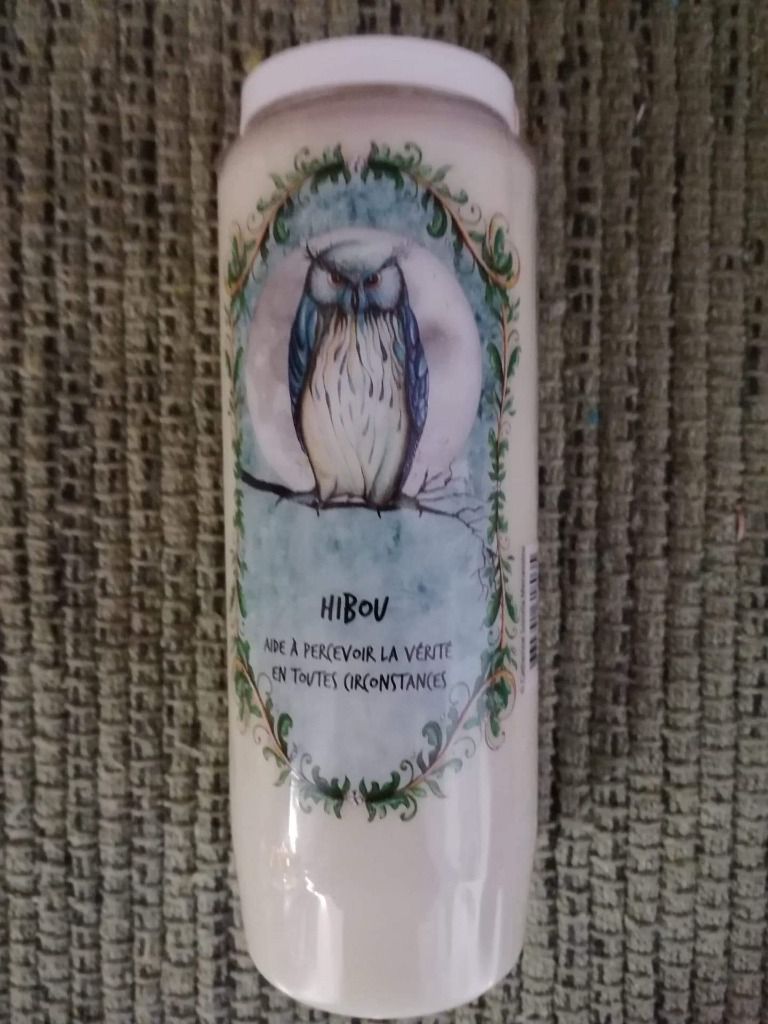 HIBOU
AIDE À PERCEVOIR LA VÉRITÉ
EN TOUTES CIRCONSTANCES